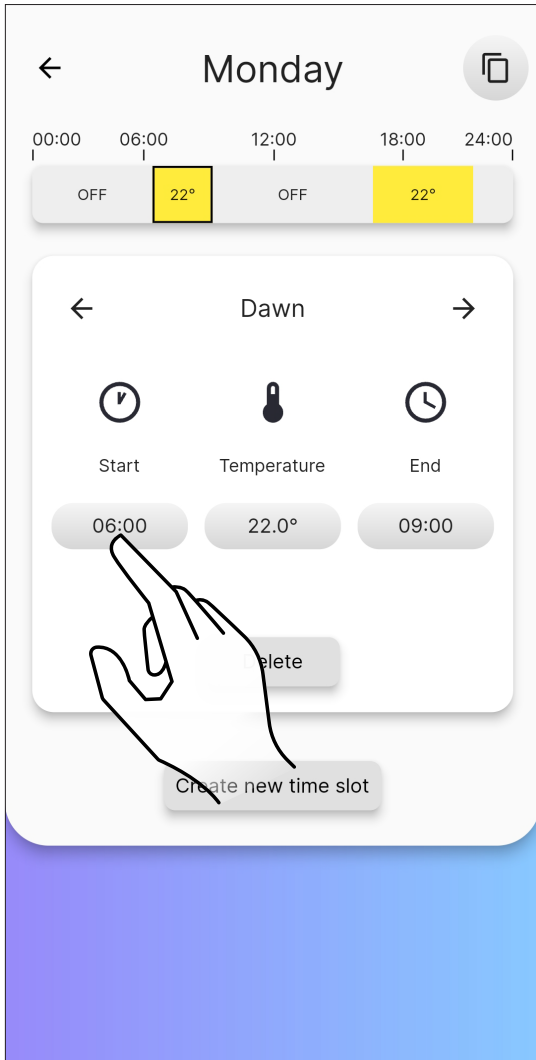 Monday
00:00 06:00 12:00 18:00 24:00
OFF 22° OFF 22°
Dawn
Start Temperature End
06:00 22.0° 09:00
Delete
Create new time slot